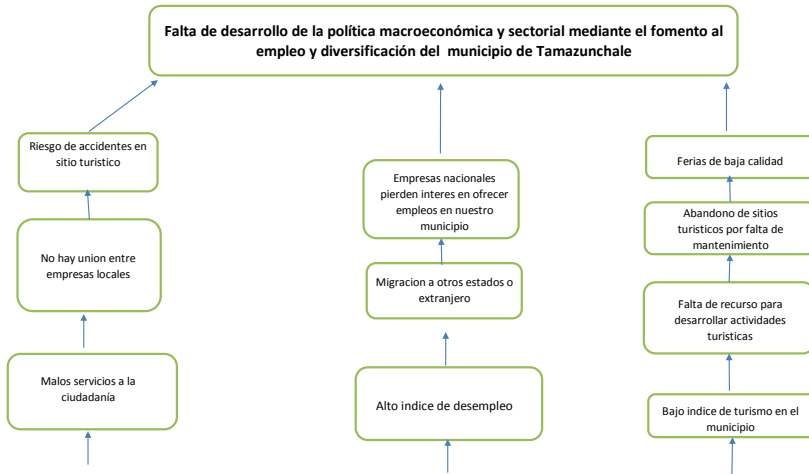 Falta de desarrollo de la política macroeconómica y sectorial mediante el fomento al
empleo y diversificación del municipio de Tamazunchale
Riesgo de accidentes en
sitio turistico
No hay union entre
empresas locales
Malos servicios a la
ciudadanía
Empresas nacionales
pierden interes en ofrecer
empleos en nuestro
municipio
Migracion a otros estados o
extranjero
Alto indice de desempleo
Ferias de baja calidad
Abandono de sitios
turisticos por falta de
mantenimiento
Falta de recurso para
desarrollar actividades
turisticas
Bajo indice de turismo en el
municipio